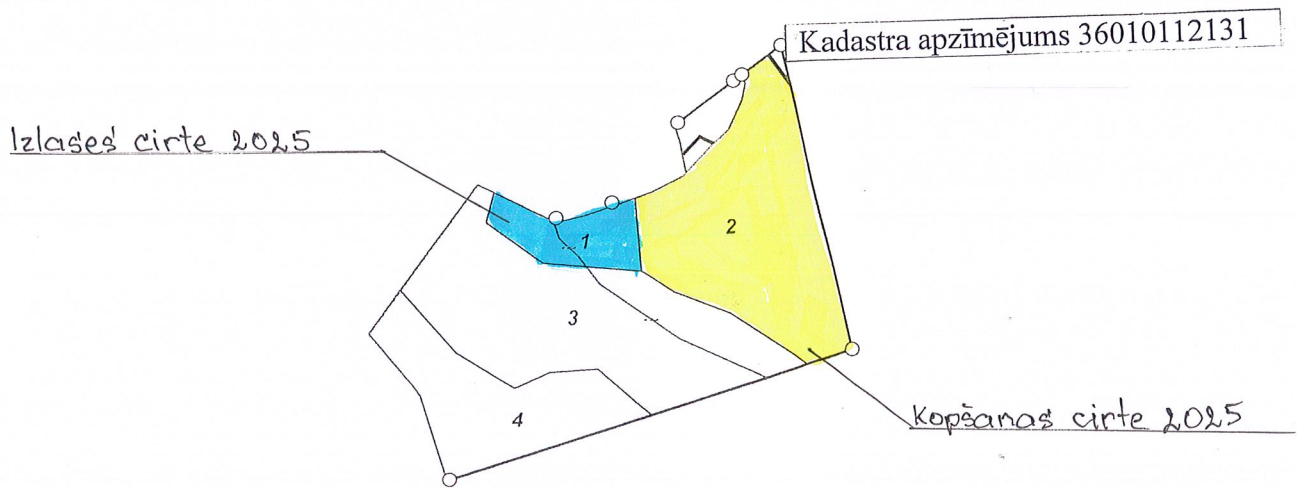 Kadastra apzīmējums 36010112131
Izlases cirte 2025
1
2
3
4
Kopšanas cirte 2025